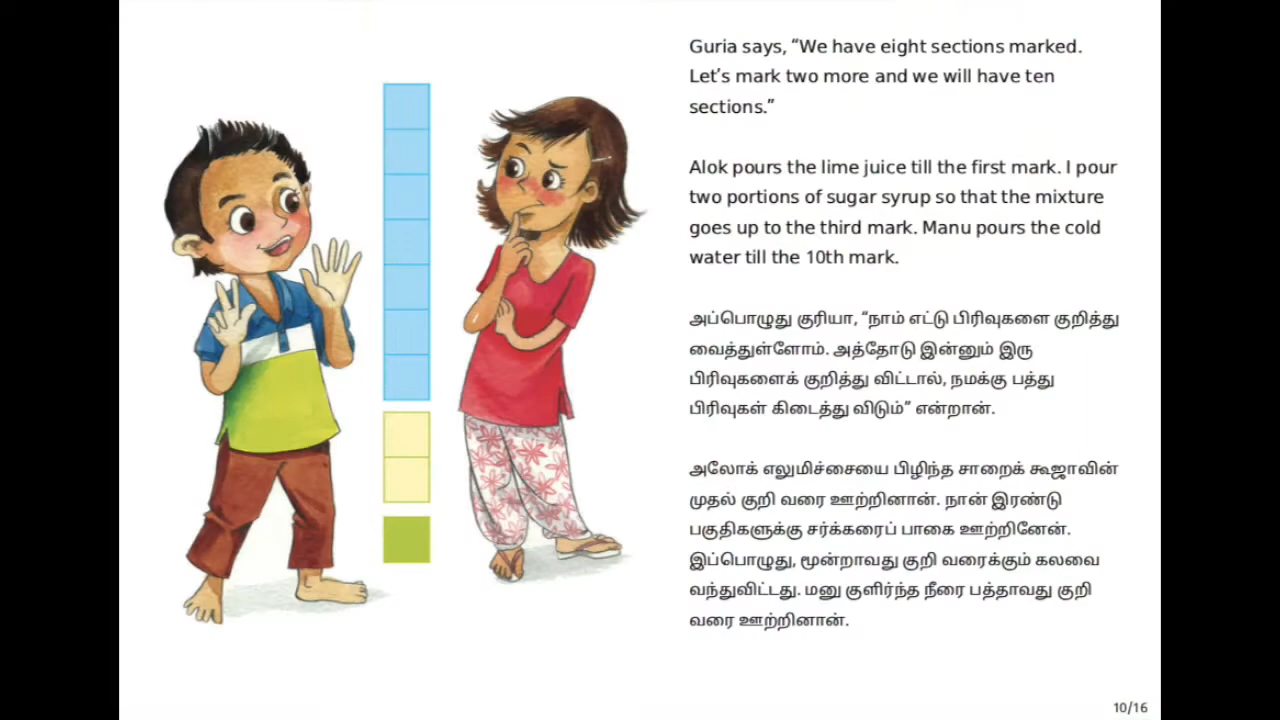 Guria says, “We have eight sections marked.
Let’s mark two more and we will have ten
sections.”
Alok pours the lime juice till the first mark. I pour
two portions of sugar syrup so that the mixture
goes up to the third mark. Manu pours the cold
water till the 10th mark.
அப்பொழுது குரியா, “நாம் எட்டு பிரிவுகளை குறித்து
வைத்துள்ளோம். அத்தோடு இன்னும் இரு
பிரிவுகளைக் குறித்து விட்டால், நமக்கு பத்து
பிரிவுகள் கிடைத்து விடும்” என்றான்.
அலோக் எலுமிச்சையை பிழிந்த சாறைக் கூஜாவின்
முதல் குறி வரை ஊற்றினான். நான் இரண்டு
பகுதிகளுக்கு சர்க்கரைப் பாகை ஊற்றினேன்.
இப்பொழுது, மூன்றாவது குறி வரைக்கும் கலவை
வந்துவிட்டது. மனு குளிர்ந்த நீரை பத்தாவது குறி
வரை ஊற்றினான்.
10/16